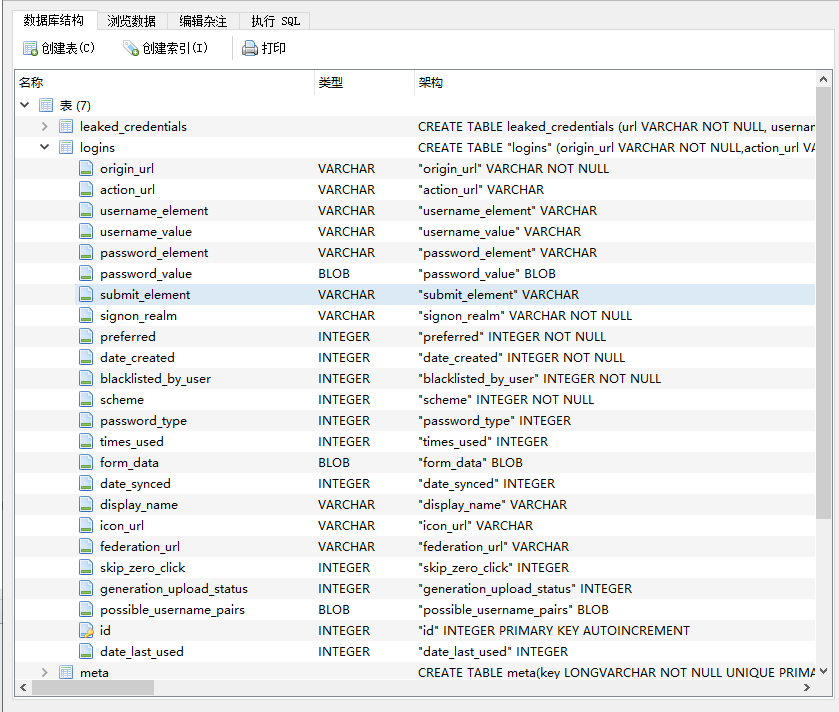 数据库结构 浏览数据 编辑杂注 执行 SQL
创建表(C) 创建索引(I) 打印
名称 类型 架构
表 (7)
leaked_credentials CREATE TABLE leaked_credentials (url VARCHAR NOT NULL, usernam
logins CREATE TABLE "logins" (origin_url VARCHAR NOT NULL,action_url VA
origin_url VARCHAR "origin_url" VARCHAR NOT NULL
action_url VARCHAR "action_url" VARCHAR
username_element VARCHAR "username_element" VARCHAR
username_value VARCHAR "username_value" VARCHAR
password_element VARCHAR "password_element" VARCHAR
password_value BLOB "password_value" BLOB
submit_element VARCHAR "submit_element" VARCHAR
signon_realm VARCHAR "signon_realm" VARCHAR NOT NULL
preferred INTEGER "preferred" INTEGER NOT NULL
date_created INTEGER "date_created" INTEGER NOT NULL
blacklisted_by_user INTEGER "blacklisted_by_user" INTEGER NOT NULL
scheme INTEGER "scheme" INTEGER NOT NULL
password_type INTEGER "password_type" INTEGER
times_used INTEGER "times_used" INTEGER
form_data BLOB "form_data" BLOB
date_synced INTEGER "date_synced" INTEGER
display_name VARCHAR "display_name" VARCHAR
icon_url VARCHAR "icon_url" VARCHAR
federation_url VARCHAR "federation_url" VARCHAR
skip_zero_click INTEGER "skip_zero_click" INTEGER
generation_upload_status INTEGER "generation_upload_status" INTEGER
possible_username_pairs BLOB "possible_username_pairs" BLOB
id INTEGER "id" INTEGER PRIMARY KEY AUTOINCREMENT
date_last_used INTEGER "date_last_used" INTEGER
meta CREATE TABLE meta(key LONGVARCHAR NOT NULL UNIQUE PRIMA